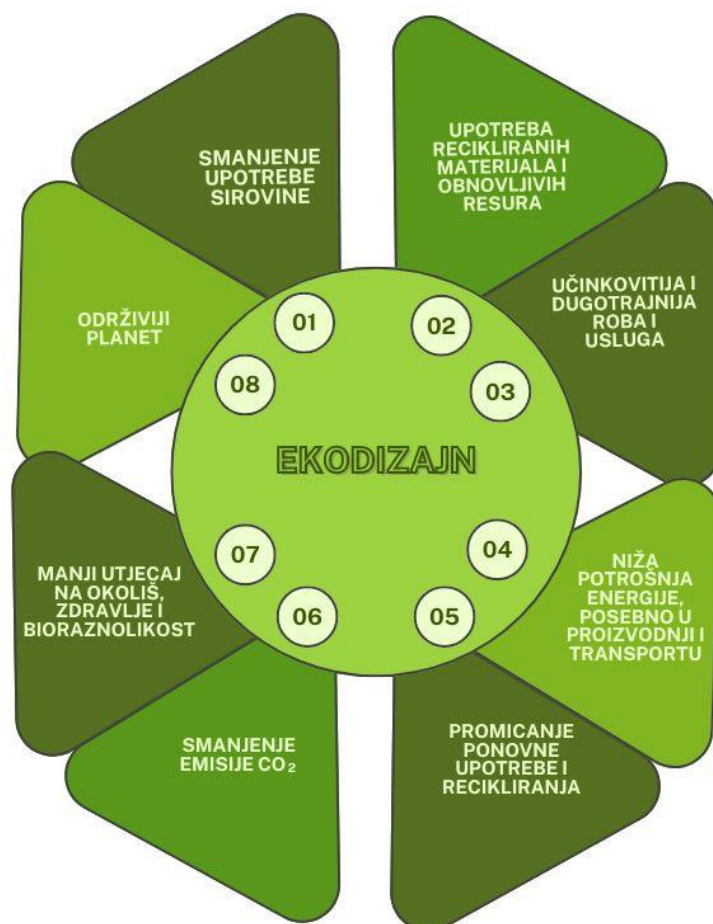 EKODIZAJN
01
SMANJENJE
UPOTREBE
SIROVINE
02
UPOTREBA
RECIKLIRANIH
MATERIJALA I
OBNOVLJIVIH
RESURA
03
UČINKOVITIJA I
DUGOTRAJNIJA
ROBA I
USLUGA
04
NIŽA
POTROŠNJA
ENERGIJE,
POSEBNO U
PROIZVODNJI I
TRANSPORTU
05
PROMICANJE
PONOVNE
UPOTREBE I
RECIKLIRANJA
06
SMANJENJE
EMISIJE CO₂
07
MANJI UTJECAJ
NA OKOLIŠ,
ZDRAVLJE I
BIORAZNOLIKOST
08
ODRŽIVIJI
PLANET